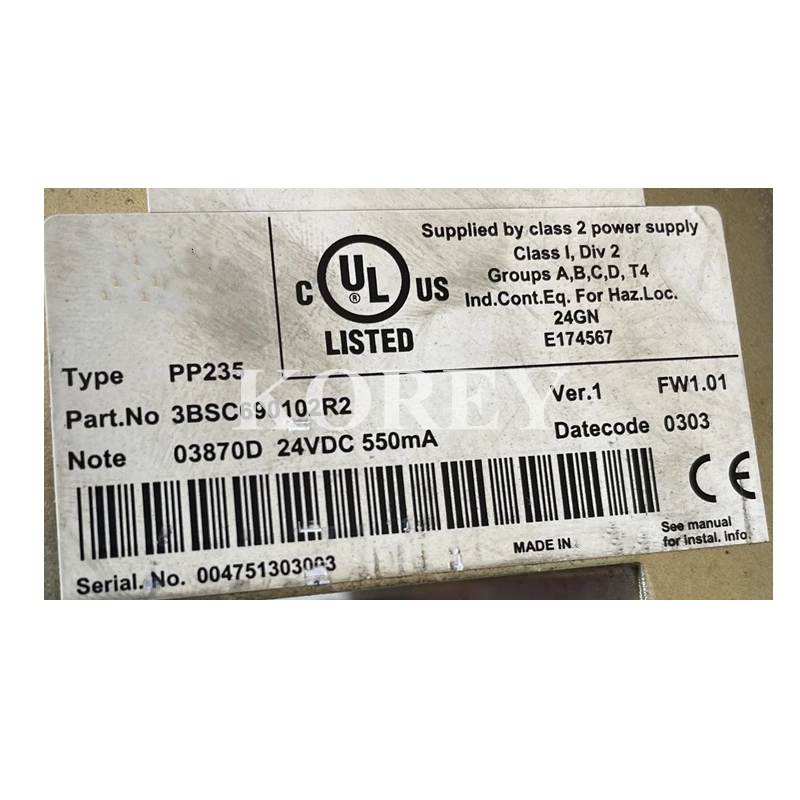 Supplied by class 2 power supply
Class I, Div 2
Groups A,B,C,D, T4
Ind.Cont.Eq. For Haz.Loc.
24GN
E174567
C UL ® US
LISTED
Type PP235
Part.No 3BSC690102R2
Ver.1 FW1.01
Note 03870D 24VDC 550mA
Datecode 0303
CE
KOREY
See manual
for instal. info.
MADE IN
Serial. No.